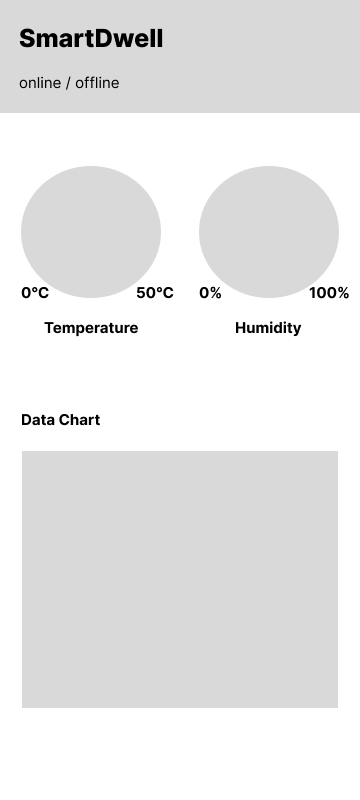 SmartDwell
online / offline
0°C 50°C 0% 100%
Temperature Humidity
Data Chart